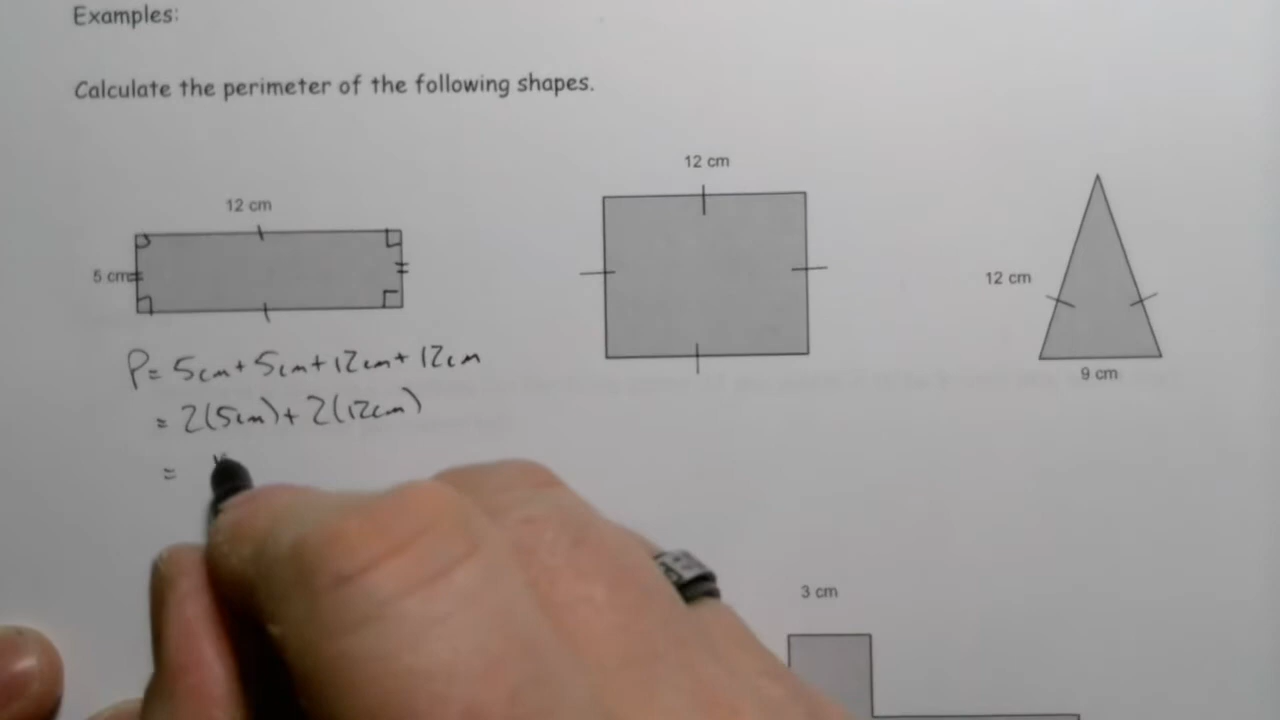 Examples:
Calculate the perimeter of the following shapes.
12 cm
12 cm
5 cm
12 cm
9 cm
P = 5cm + 5cm + 12cm + 12cm
= 2(5cm) + 2(12cm)
=
3 cm